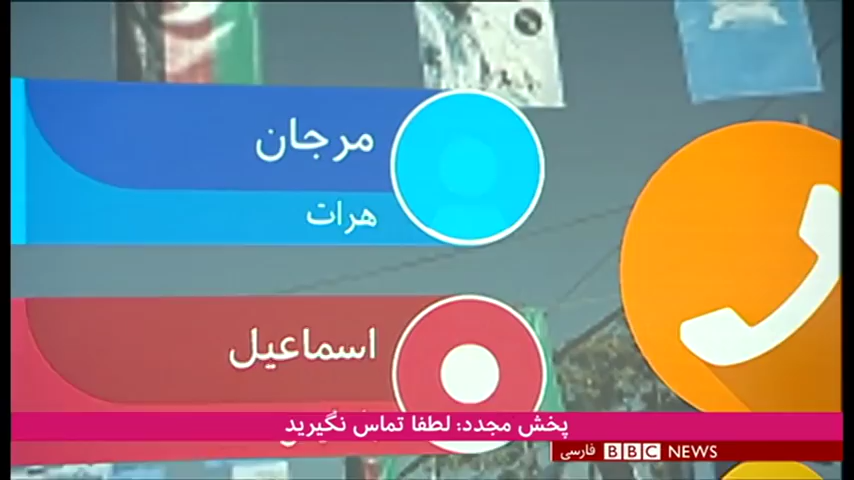 مرجان
هرات
اسماعیل
پخش مجدد: لطفا تماس نگیرید
BBC NEWS فارسی